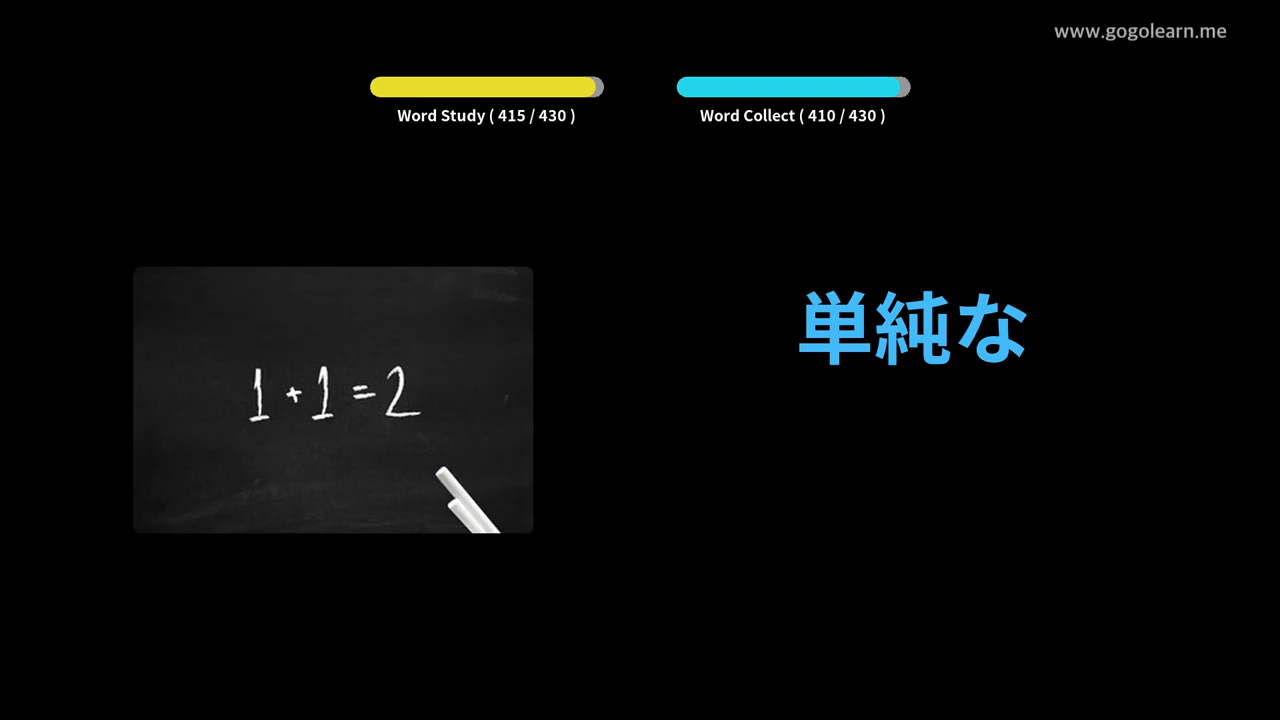 www.gogolearn.me
Word Study ( 415 / 430 )
Word Collect ( 410 / 430 )
1 + 1 = 2
単純な